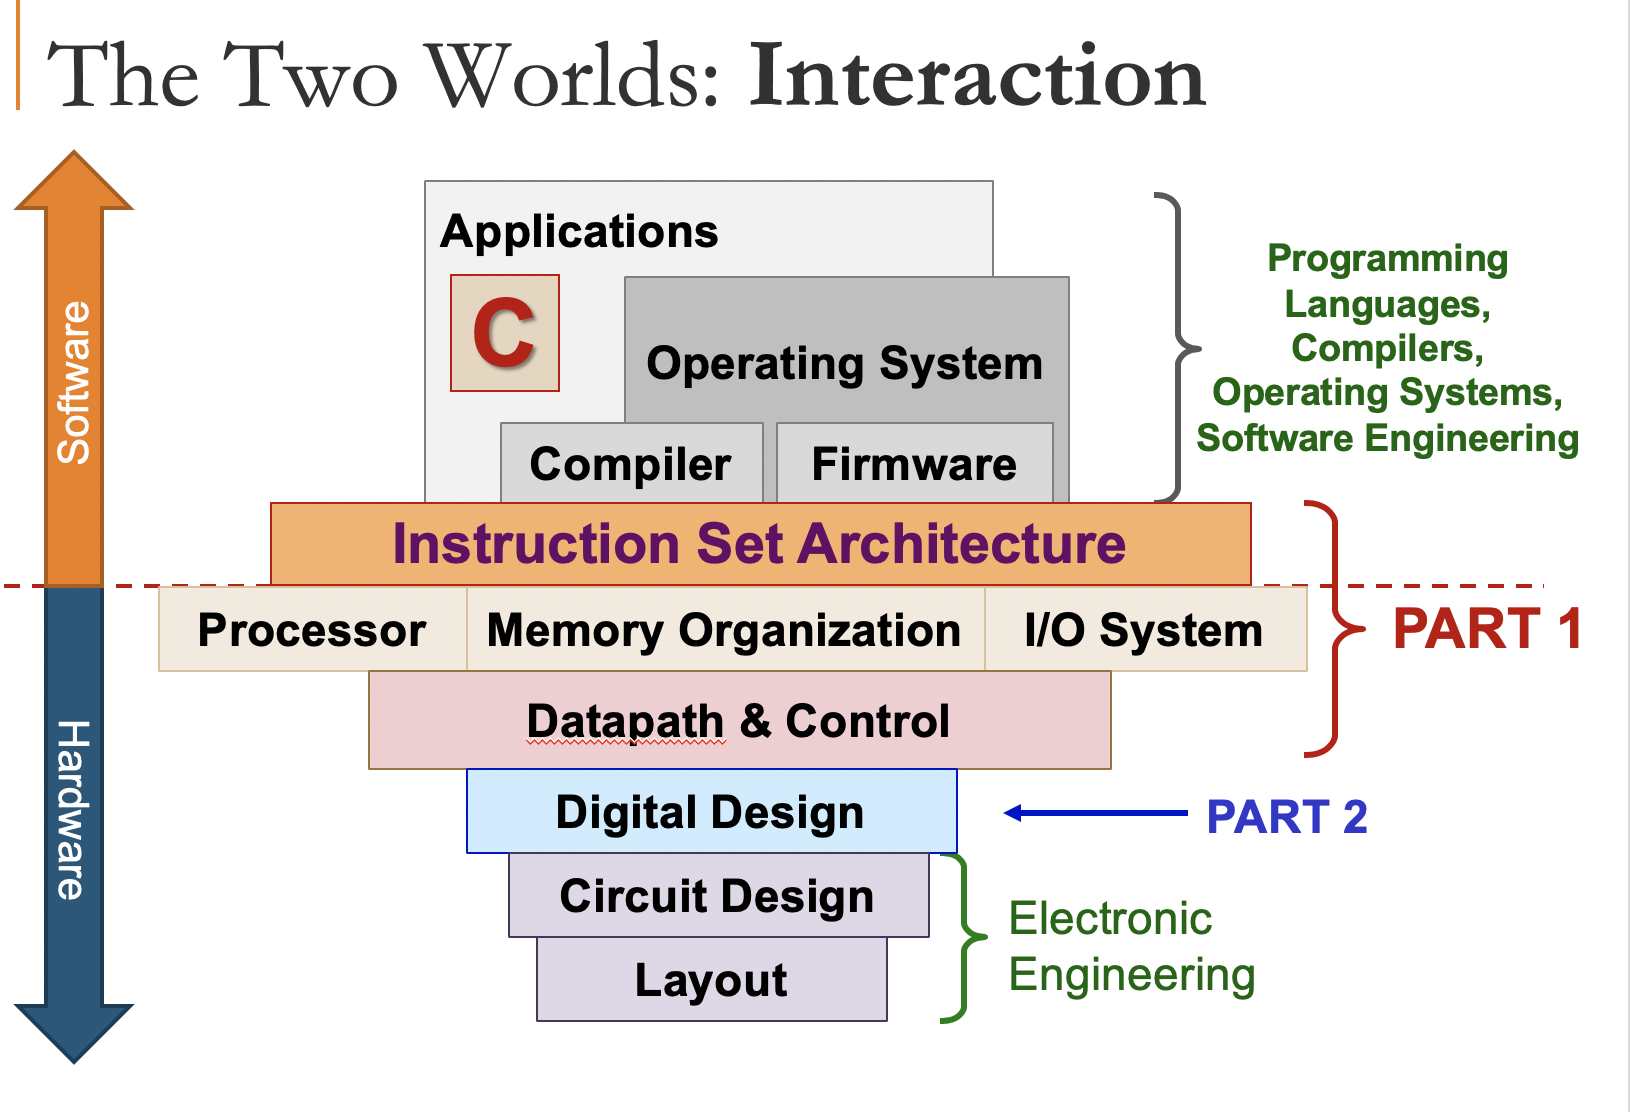 The Two Worlds: Interaction
Software
Hardware
Applications
C
Operating System
Compiler
Firmware
Instruction Set Architecture
Processor
Memory Organization
I/O System
Datapath & Control
Digital Design
Circuit Design
Layout
Programming
Languages,
Compilers,
Operating Systems,
Software Engineering
PART 1
PART 2
Electronic
Engineering